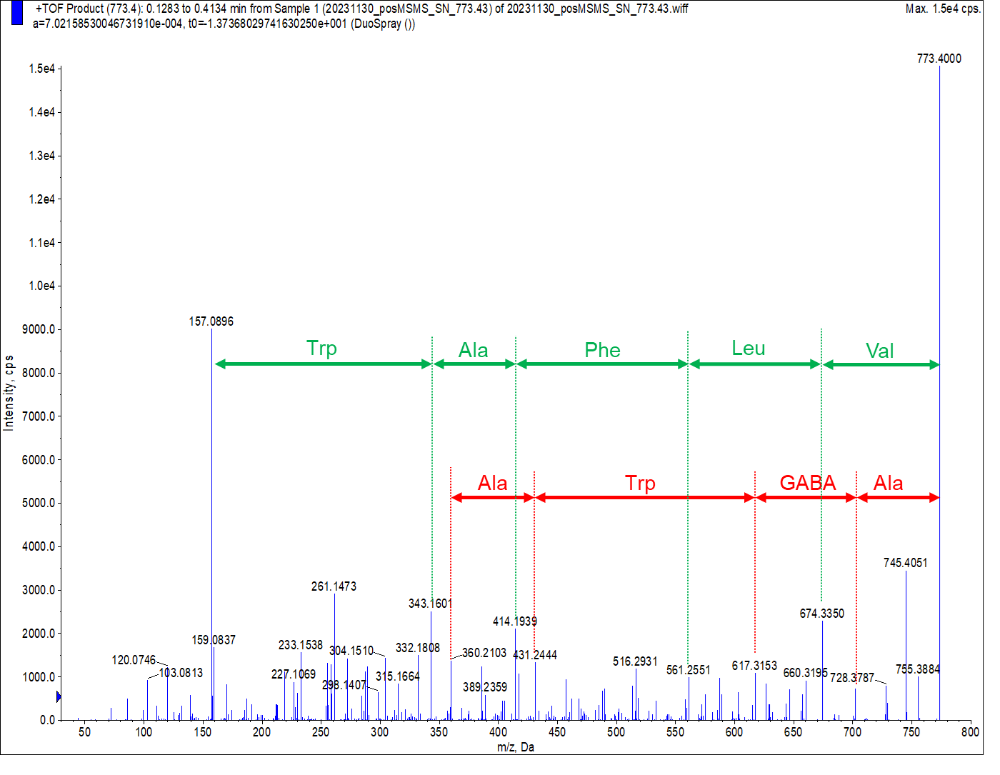 +TOF Product (773.4): 0.1283 to 0.4134 min from Sample 1 (20231130_posMSMS_SN_773.43) of 20231130_posMSMS_SN_773.43.wiff
Max. 1.5e4 cps.
a=7.02158530046731910e-004, t0=-1.37368029741630250e+001 (DuoSpray ())
773.4000
1.5e4
1.4e4
1.3e4
1.2e4
1.1e4
1.0e4
9000.0
8000.0
7000.0
6000.0
5000.0
4000.0
3000.0
2000.0
1000.0
0.0
Intensity, cps
157.0896
Trp
Ala
Phe
Leu
Val
Ala
Trp
GABA
Ala
745.4051
261.1473
343.1601
414.1939
674.3350
159.0837
233.1538
304.1510
332.1808
360.2103
431.2444
120.0746
103.0813
227.1069
298.1407
315.1664
389.2359
516.2931
561.2551
617.3153
660.3195
728.3787
755.3884
50
100
150
200
250
300
350
400
450
500
550
600
650
700
750
800
m/z, Da